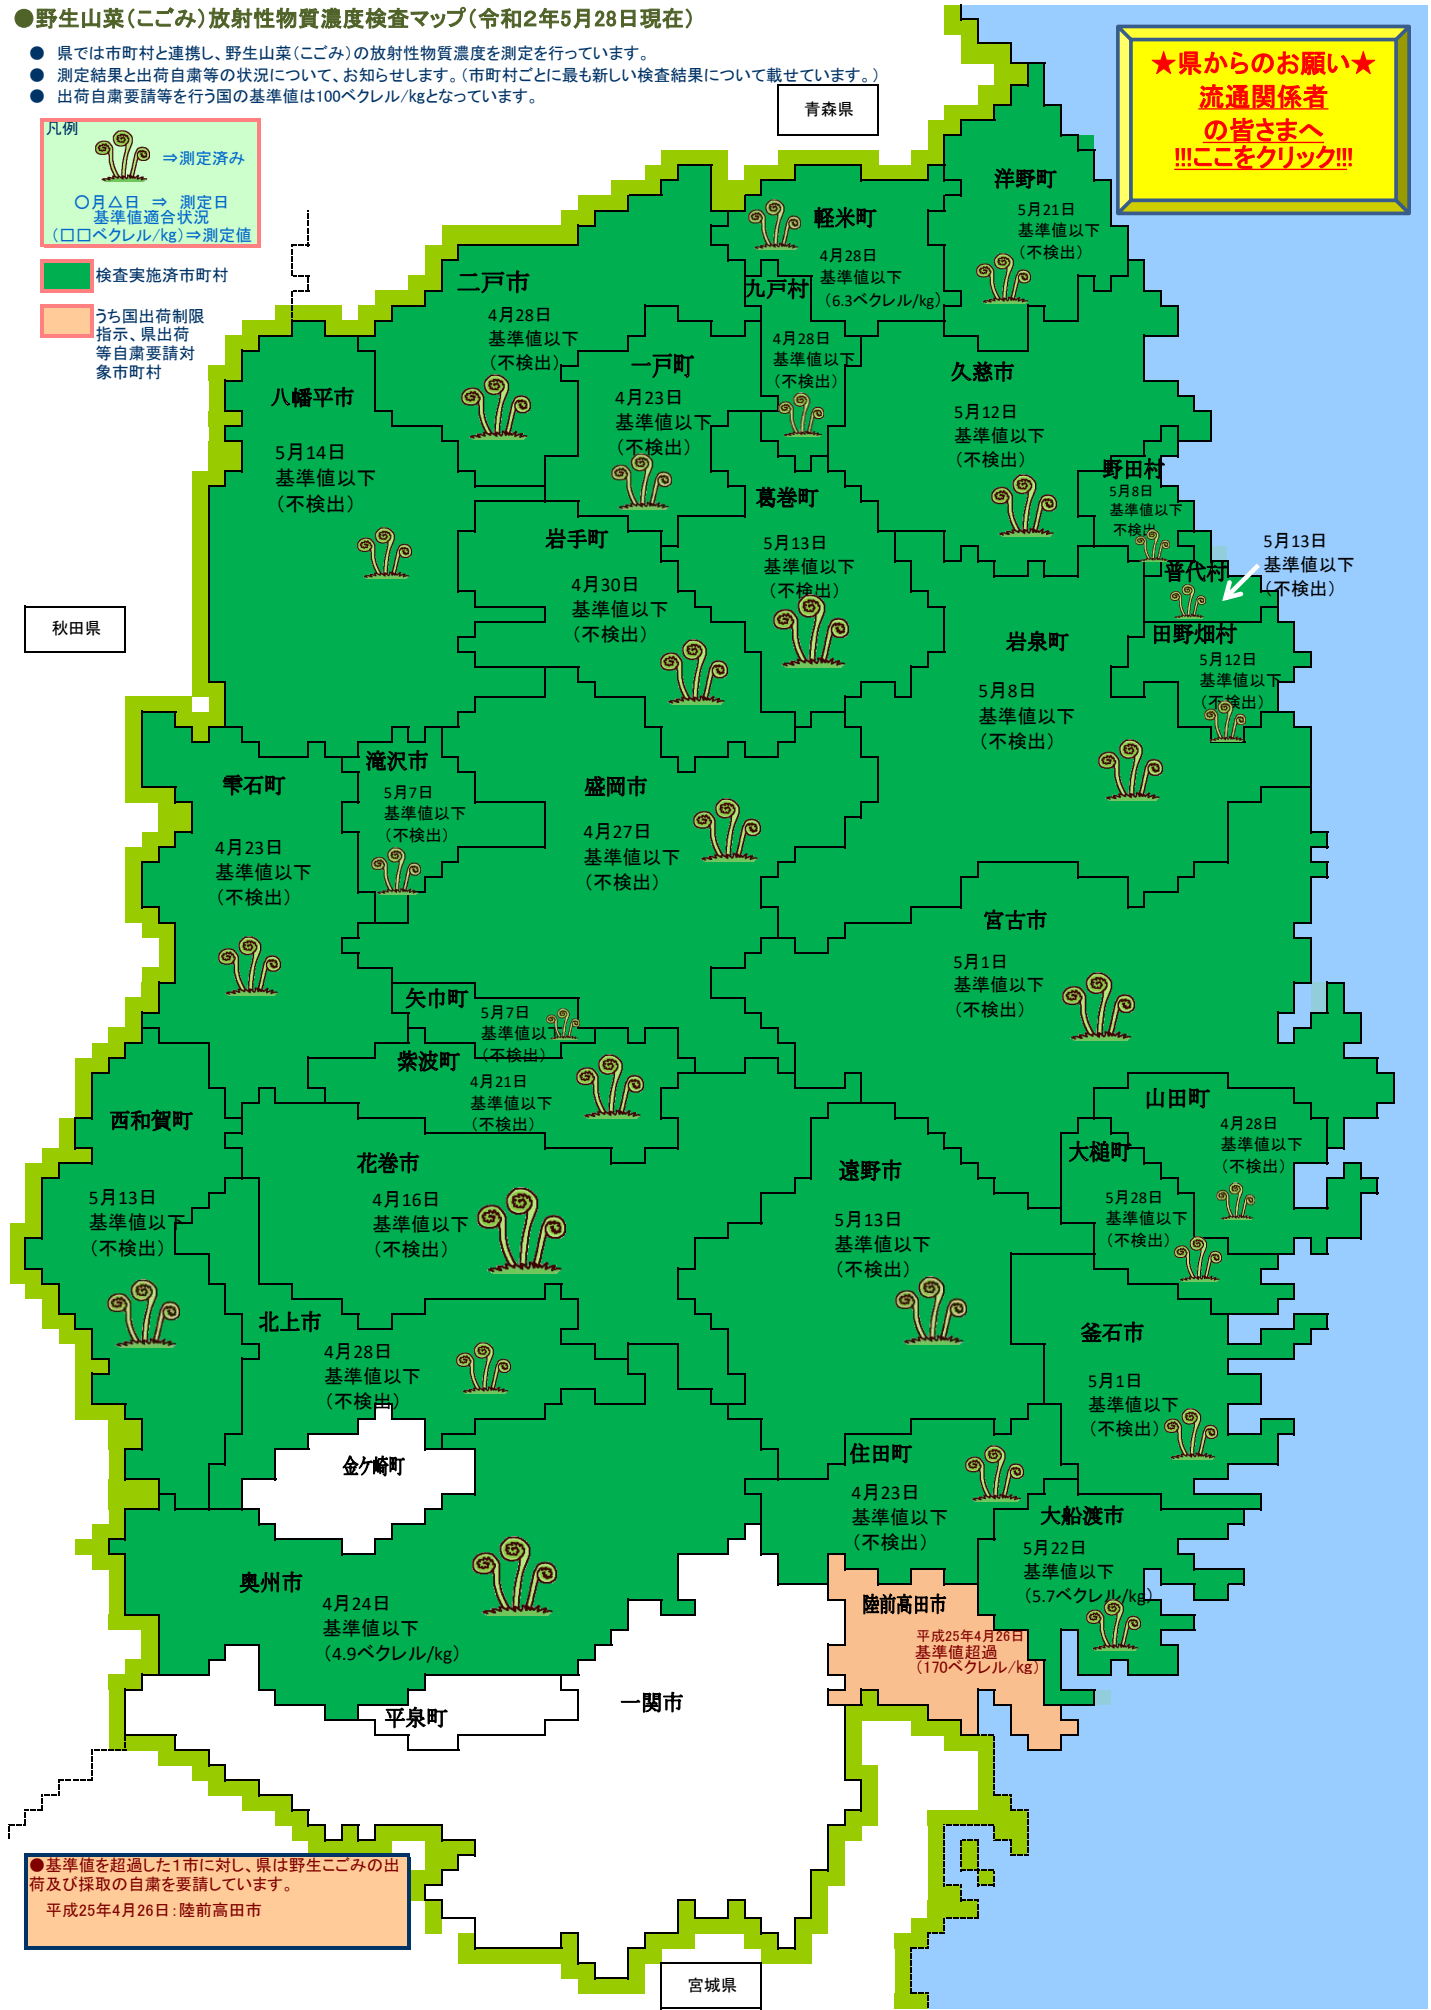 ●野生山菜（こごみ）放射性物質濃度検査マップ（令和２年5月28日現在）
● 県では市町村と連携し、野生山菜（こごみ）の放射性物質濃度を測定を行っています。
● 測定結果と出荷自粛等の状況について、お知らせします。（市町村ごとに最も新しい検査結果について載せています。）
● 出荷自粛要請等を行う国の基準値は100ベクレル/kgとなっています。
★県からのお願い★
流通関係者
の皆さまへ
!!!ここをクリック!!!
青森県
凡例
⇒測定済み
〇月△日 ⇒ 測定日
基準値適合状況
（□□ベクレル/kg）⇒測定値
検査実施済市町村
うち国出荷制限
指示、県出荷
等自粛要請対
象市町村
洋野町
5月21日
基準値以下
（不検出）
軽米町
4月28日
基準値以下
（6.3ベクレル/kg）
二戸市
4月28日
基準値以下
（不検出）
九戸村
4月28日
基準値以下
（不検出）
一戸町
4月23日
基準値以下
（不検出）
久慈市
5月12日
基準値以下
（不検出）
八幡平市
5月14日
基準値以下
（不検出）
野田村
5月8日
基準値以下
不検出
葛巻町
5月13日
基準値以下
（不検出）
岩手町
4月30日
基準値以下
（不検出）
普代村
5月13日
基準値以下
（不検出）
秋田県
田野畑村
5月12日
基準値以下
（不検出）
岩泉町
5月8日
基準値以下
（不検出）
滝沢市
5月7日
基準値以下
（不検出）
雫石町
4月23日
基準値以下
（不検出）
盛岡市
4月27日
基準値以下
（不検出）
宮古市
5月1日
基準値以下
（不検出）
矢巾町
5月7日
基準値以下
（不検出）
紫波町
4月21日
基準値以下
（不検出）
山田町
4月28日
基準値以下
（不検出）
西和賀町
5月13日
基準値以下
（不検出）
大槌町
5月28日
基準値以下
（不検出）
花巻市
4月16日
基準値以下
（不検出）
遠野市
5月13日
基準値以下
（不検出）
北上市
4月28日
基準値以下
（不検出）
釜石市
5月1日
基準値以下
（不検出）
金ケ崎町
住田町
4月23日
基準値以下
（不検出）
大船渡市
5月22日
基準値以下
（5.7ベクレル/kg）
奥州市
4月24日
基準値以下
（4.9ベクレル/kg）
陸前高田市
平成25年4月26日
基準値超過
（170ベクレル/kg）
一関市
平泉町
●基準値を超過した１市に対し、県は野生こごみの出
荷及び採取の自粛を要請しています。
平成25年4月26日：陸前高田市
宮城県